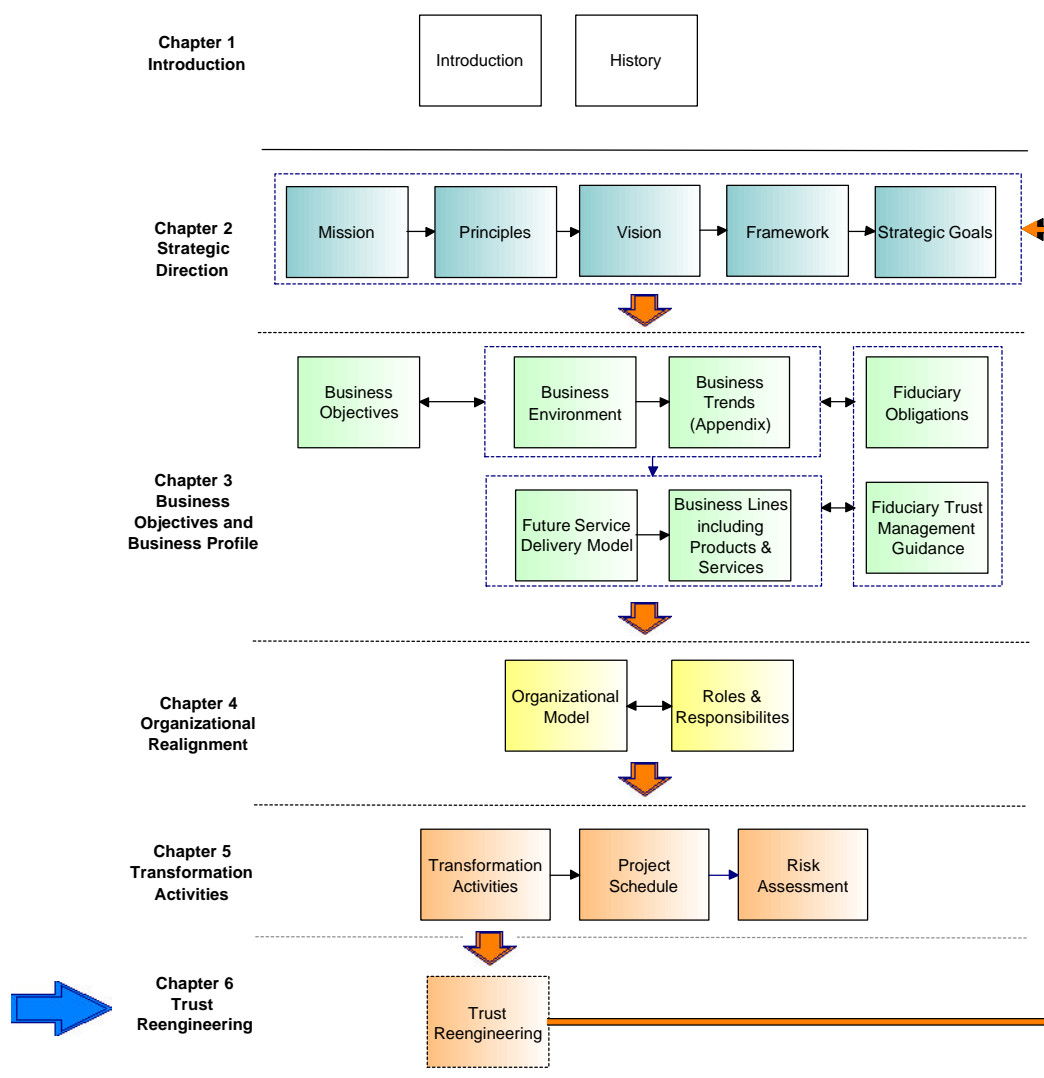 Chapter 1
Introduction
Introduction
History
Chapter 2
Strategic
Direction
Mission
Principles
Vision
Framework
Strategic Goals
Chapter 3
Business
Objectives and
Business Profile
Business
Objectives
Business
Environment
Business
Trends
(Appendix)
Fiduciary
Obligations
Future Service
Delivery Model
Business Lines
including
Products &
Services
Fiduciary Trust
Management
Guidance
Chapter 4
Organizational
Realignment
Organizational
Model
Roles &
Responsibilites
Chapter 5
Transformation
Activities
Transformation
Activities
Project
Schedule
Risk
Assessment
Chapter 6
Trust
Reengineering
Trust
Reengineering